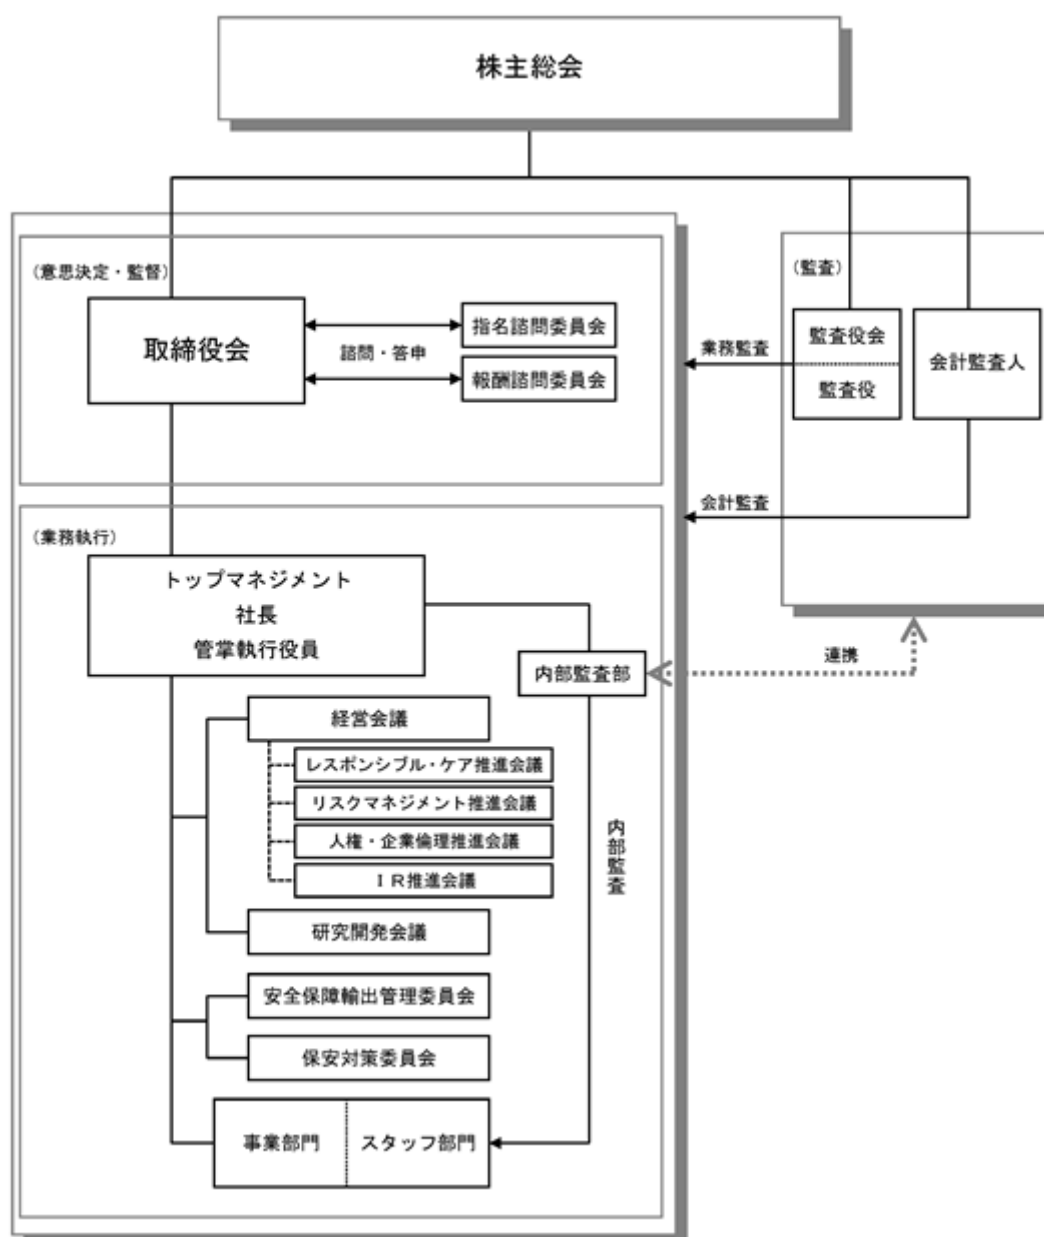 株主総会
(意思決定・監督)
取締役会
諮問・答申
指名諮問委員会
報酬諮問委員会
(監査)
業務監査
監査役会
監査役
会計監査人
会計監査
(業務執行)
トップマネジメント
社長
管掌執行役員
内部監査部
連携
経営会議
レスポンシブル・ケア推進会議
リスクマネジメント推進会議
人権・企業倫理推進会議
IR推進会議
内部監査
研究開発会議
安全保障輸出管理委員会
保安対策委員会
事業部門
スタッフ部門